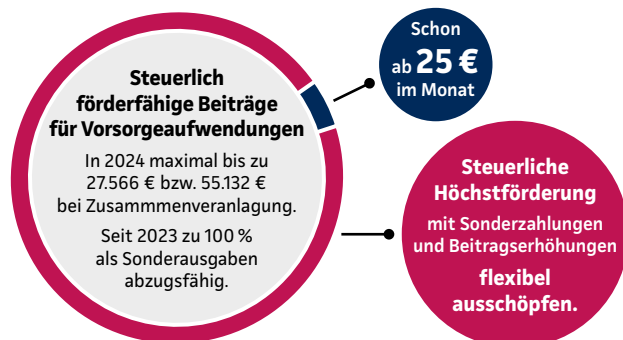 Steuerlich
förderfähige Beiträge
für Vorsorgeaufwendungen
In 2024 maximal bis zu
27.566 € bzw. 55.132 €
bei Zusammmenveranlagung.
Seit 2023 zu 100 %
als Sonderausgaben
abzugsfähig.
Schon
ab 25 €
im Monat
Steuerliche
Höchstförderung
mit Sonderzahlungen
und Beitragserhöhungen
flexibel
ausschöpfen.